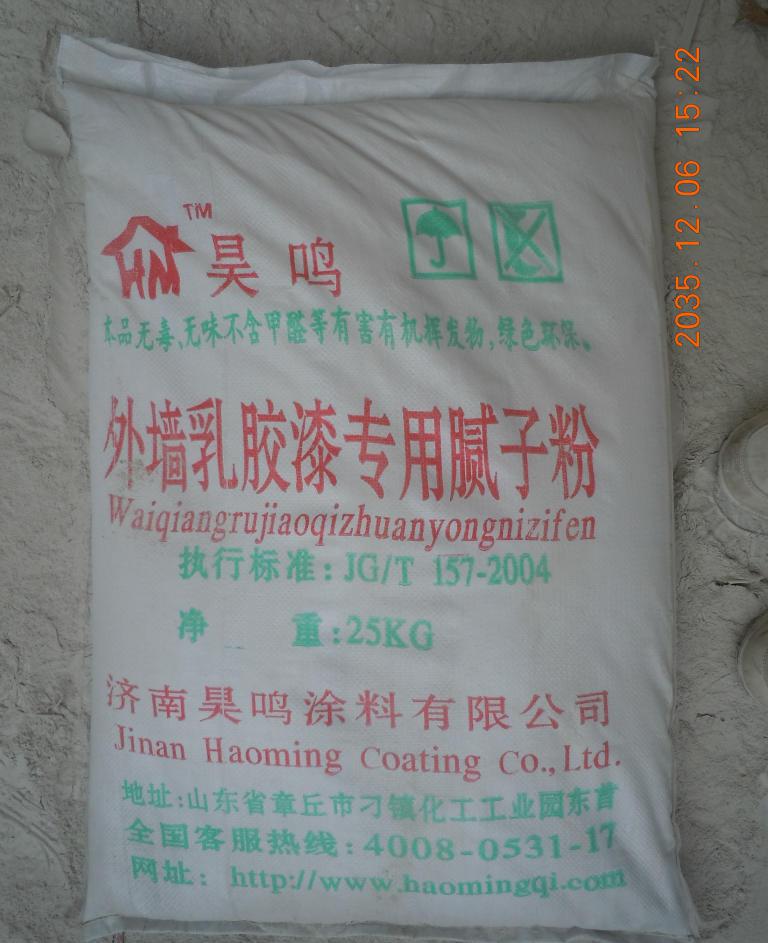 TM
HM 昊鸣
本品无毒、无味不含甲醛等有害有机挥发物，绿色环保。
外墙乳胶漆专用腻子粉
Waiqiangrujiaoqizhuanyongnizifen
执行标准：JG/T 157-2004
净 重：25KG
济南昊鸣涂料有限公司
Jinan Haoming Coating Co.,Ltd.
地址：山东省章丘市刁镇化工工业园东首
全国客服热线：4008-0531-17
网址：http://www.haomingqi.com
2035.12.06 15:22